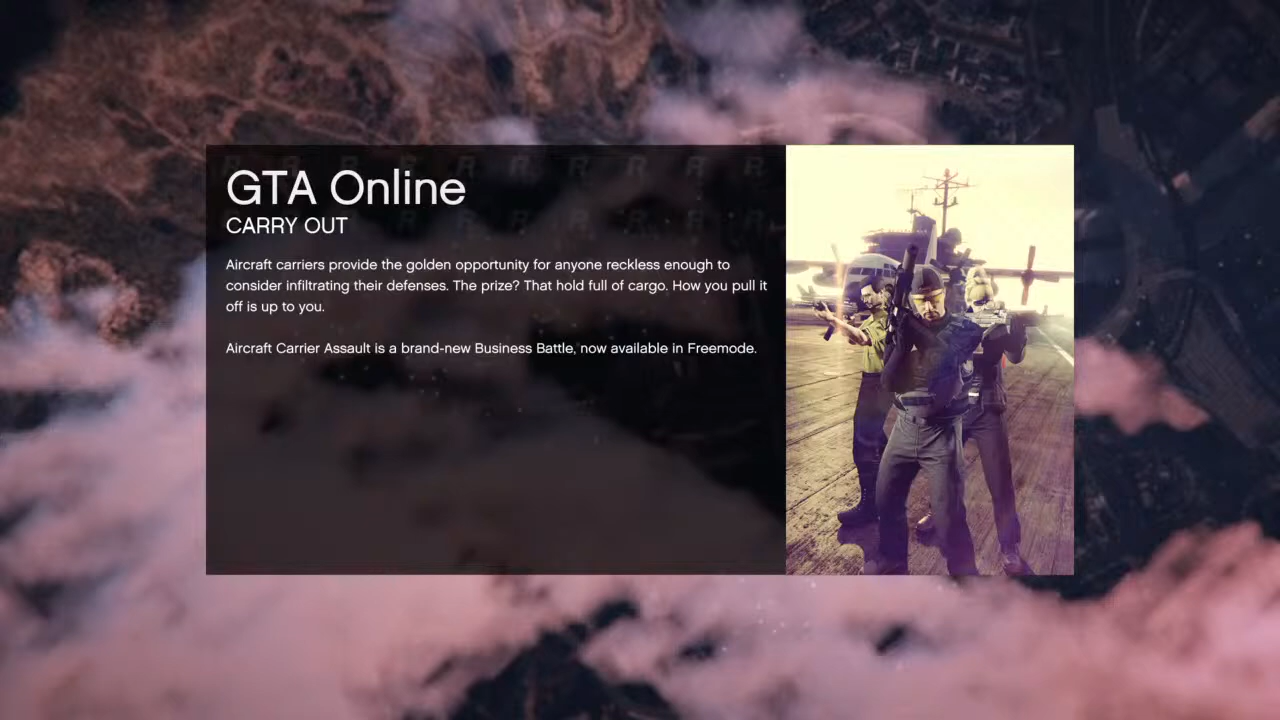 GTA Online
CARRY OUT
Aircraft carriers provide the golden opportunity for anyone reckless enough to
consider infiltrating their defenses. The prize? That hold full of cargo. How you pull it
off is up to you.
Aircraft Carrier Assault is a brand-new Business Battle, now available in Freemode.